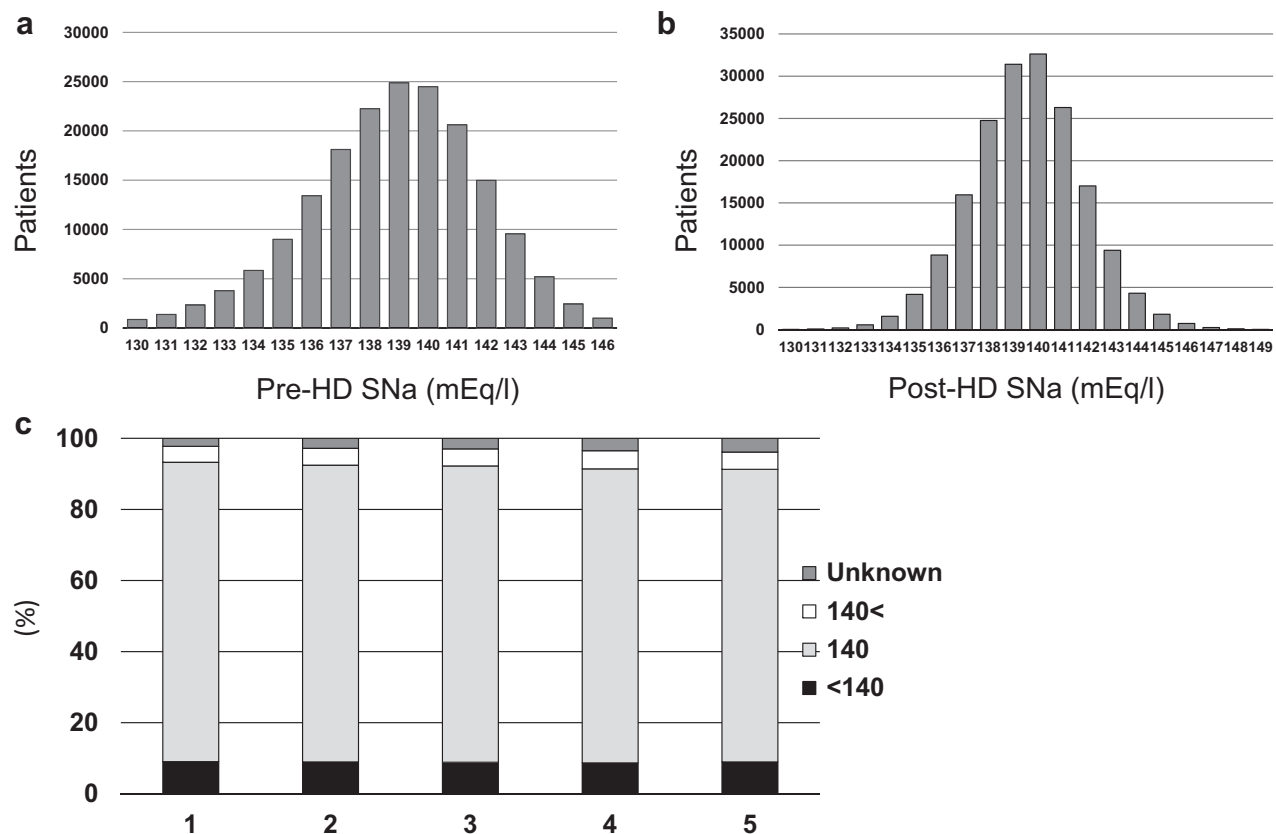 a
30000
25000
20000
15000
10000
5000
0
Patients
130 131 132 133 134 135 136 137 138 139 140 141 142 143 144 145 146
Pre-HD SNa (mEq/l)
b
35000
30000
25000
20000
15000
10000
5000
0
Patients
130 131 132 133 134 135 136 137 138 139 140 141 142 143 144 145 146 147 148 149
Post-HD SNa (mEq/l)
c
100
80
60
40
20
0
(%)
1 2 3 4 5
Unknown
140<
140
<140